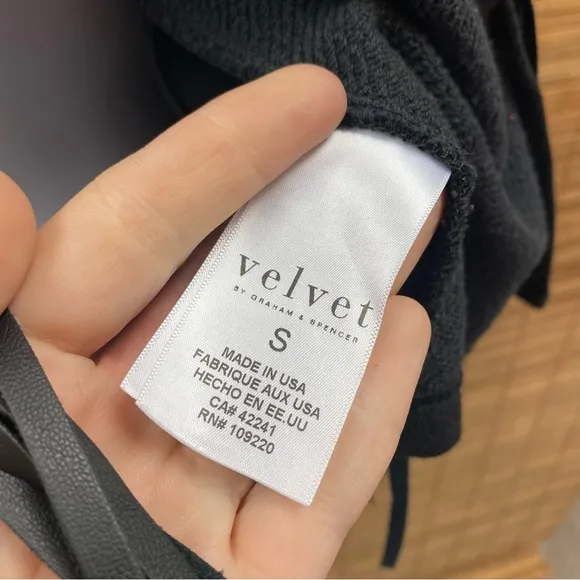 velvet
BY GRAHAM & SPENCER
S
MADE IN USA
FABRIQUE AUX USA
HECHO EN EE.UU
CA# 42241
RN# 109220